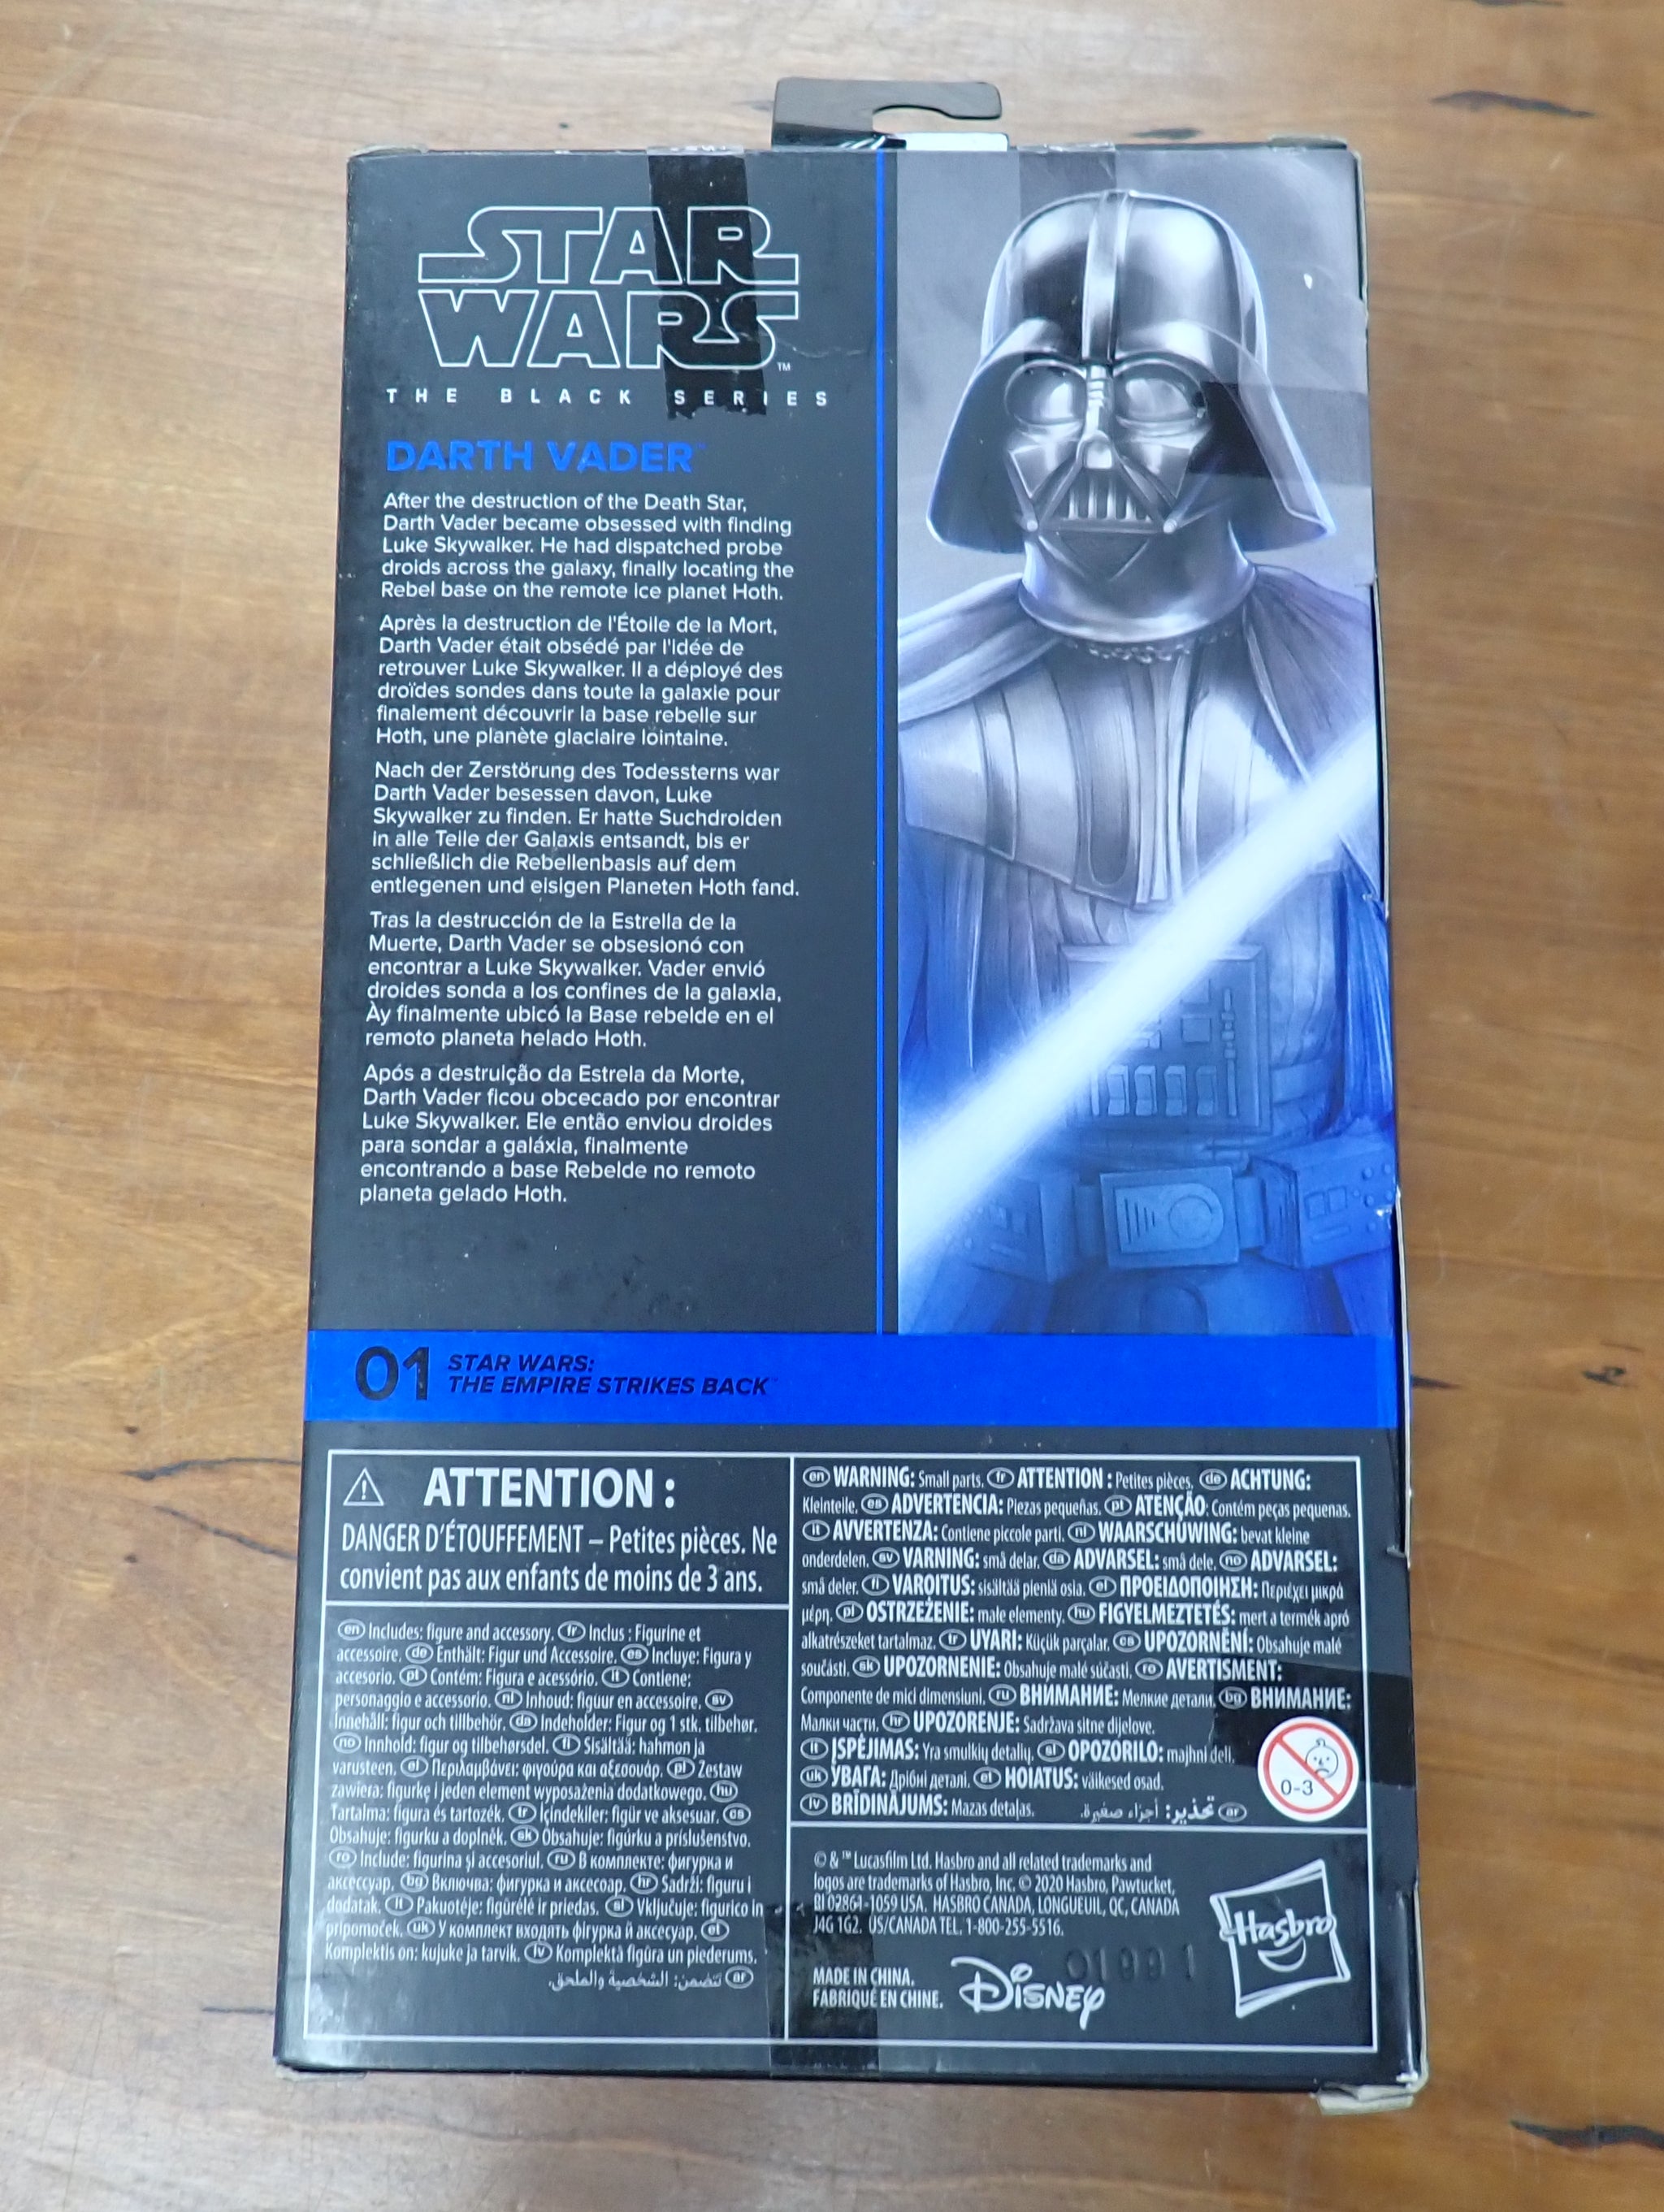 STAR
WARS™
THE BLACK SERIES
DARTH VADER™
After the destruction of the Death Star,
Darth Vader became obsessed with finding
Luke Skywalker. He had dispatched probe
droids across the galaxy, finally locating the
Rebel base on the remote ice planet Hoth.
Après la destruction de l'Étoile de la Mort,
Darth Vader était obsédé par l'idée de
retrouver Luke Skywalker. Il a déployé des
droïdes sondes dans toute la galaxie pour
finalement découvrir la base rebelle sur
Hoth, une planète glaciaire lointaine.
Nach der Zerstörung des Todessterns war
Darth Vader besessen davon, Luke
Skywalker zu finden. Er hatte Suchdroiden
in alle Teile der Galaxis entsandt, bis er
schließlich die Rebellenbasis auf dem
entlegenen und eisigen Planeten Hoth fand.
Tras la destrucción de la Estrella de la
Muerte, Darth Vader se obsesionó con
encontrar a Luke Skywalker. Vader envió
droides sonda a los confines de la galaxia,
Ày finalmente ubicó la Base rebelde en el
remoto planeta helado Hoth.
Após a destruição da Estrela da Morte,
Darth Vader ficou obcecado por encontrar
Luke Skywalker. Ele então enviou droides
para sondar a galáxia, finalmente
encontrando a base Rebelde no remoto
planeta gelado Hoth.
01 STAR WARS:
THE EMPIRE STRIKES BACK™
ATTENTION :
DANGER D'ÉTOUFFEMENT – Petites pièces. Ne
convient pas aux enfants de moins de 3 ans.
en Includes: figure and accessory. fr Inclus : Figurine et
accessoire. de Enthält: Figur und Accessoire. es Incluye: Figura y
accesorio. pt Contém: Figura e acessório. it Contiene:
personaggio e accessorio. nl Inhoud: figuur en accessoire. sv
Innehåll: figur och tillbehör. da Indeholder: Figur og 1 stk. tilbehør.
no Innhold: figur og tilbehørsdel. fi Sisältää: hahmon ja
varusteen. el Περιλαμβάνει: φιγούρα και αξεσουάρ. pl Zestaw
zawiera: figurkę i jeden element wyposażenia dodatkowego. hu
Tartalma: figura és tartozék. tr İçindekiler: figür ve aksesuar. cs
Obsahuje: figurku a doplněk. sk Obsahuje: figúrku a príslušenstvo.
ro Include: figurina și accesoriul. ru В комплекте: фигурка и
аксессуар. bg Включва: фигурка и аксесоар. hr Sadrži: figuru i
dodatak. lt Pakuotėje: figūrėlė ir priedas. sl Vključuje: figurico in
pripomoček. uk У комплект входять фігурка й аксесуар. et
Komplektis on: kujuke ja tarvik. lv Komplektā figūra un piederums.
ar تتضمن: الشخصية والملحق.
en WARNING: Small parts. fr ATTENTION : Petites pièces. de ACHTUNG:
Kleinteile. es ADVERTENCIA: Piezas pequeñas. pt ATENÇÃO: Contém peças pequenas.
it AVVERTENZA: Contiene piccole parti. nl WAARSCHUWING: bevat kleine
onderdelen. sv VARNING: små delar. da ADVARSEL: små dele. no ADVARSEL:
små deler. fi VAROITUS: sisältää pieniä osia. el ΠΡΟΕΙΔΟΠΟΙΗΣΗ: Περιέχει μικρά
μέρη. pl OSTRZEŻENIE: małe elementy. hu FIGYELMEZTETÉS: mert a termék apró
alkatrészeket tartalmaz. tr UYARI: Küçük parçalar. cs UPOZORNĚNÍ: Obsahuje malé
součásti. sk UPOZORNENIE: Obsahuje malé súčasti. ro AVERTISMENT:
Componente de mici dimensiuni. ru ВНИМАНИЕ: Мелкие детали. bg ВНИМАНИЕ:
Малки части. hr UPOZORENJE: Sadržava sitne dijelove.
lt ĮSPĖJIMAS: Yra smulkių detalių. sl OPOZORILO: majhni deli.
uk УВАГА: Дрібні деталі. et HOIATUS: väikesed osad.
lv BRĪDINĀJUMS: Mazas detaļas. ar تحذير: أجزاء صغيرة.
0-3
© & ™ Lucasfilm Ltd. Hasbro and all related trademarks and
logos are trademarks of Hasbro, Inc. © 2020 Hasbro, Pawtucket,
RI 02861-1059 USA. HASBRO CANADA, LONGUEUIL, QC, CANADA
J4G 1G2. US/CANADA TEL. 1-800-255-5516.
01991
MADE IN CHINA.
FABRIQUÉ EN CHINE.
Disney
Hasbro